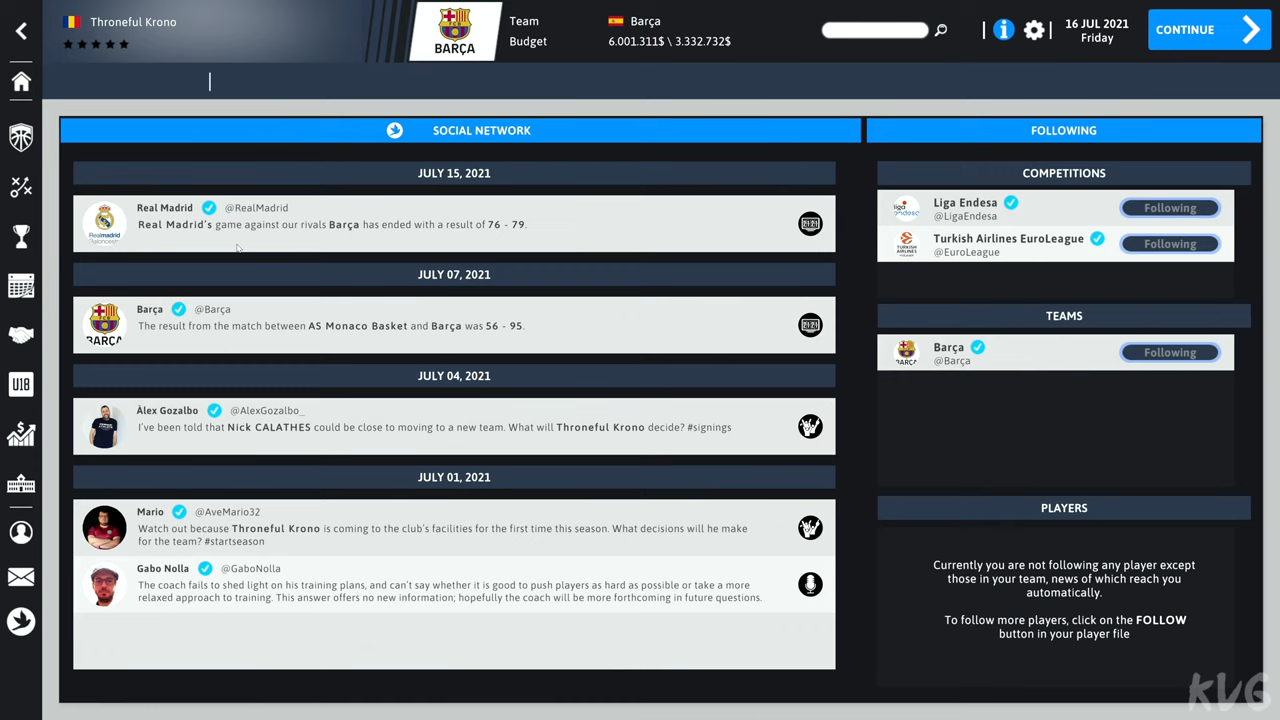 Throneful Krono
BARÇA
Team
Budget
Barça
6.001.311$ \ 3.332.732$
16 JUL 2021
Friday
CONTINUE
SOCIAL NETWORK
JULY 15, 2021
Real Madrid @RealMadrid
Real Madrid's game against our rivals Barça has ended with a result of 76 - 79.
JULY 07, 2021
Barça @Barça
The result from the match between AS Monaco Basket and Barça was 56 - 95.
BARÇA
JULY 04, 2021
Àlex Gozalbo @AlexGozalbo_
I've been told that Nick CALATHES could be close to moving to a new team. What will Throneful Krono decide? #signings
JULY 01, 2021
Mario @AveMario32
Watch out because Throneful Krono is coming to the club's facilities for the first time this season. What decisions will he make
for the team? #startseason
Gabo Nolla @GaboNolla
The coach fails to shed light on his training plans, and can't say whether it is good to push players as hard as possible or take a more
relaxed approach to training. This answer offers no new information; hopefully the coach will be more forthcoming in future questions.
FOLLOWING
COMPETITIONS
Liga Endesa
@LigaEndesa
Following
Turkish Airlines EuroLeague
@EuroLeague
Following
TEAMS
Barça
@Barça
Following
PLAYERS
Currently you are not following any player except
those in your team, news of which reach you
automatically.
To follow more players, click on the FOLLOW
button in your player file
U18
KVG